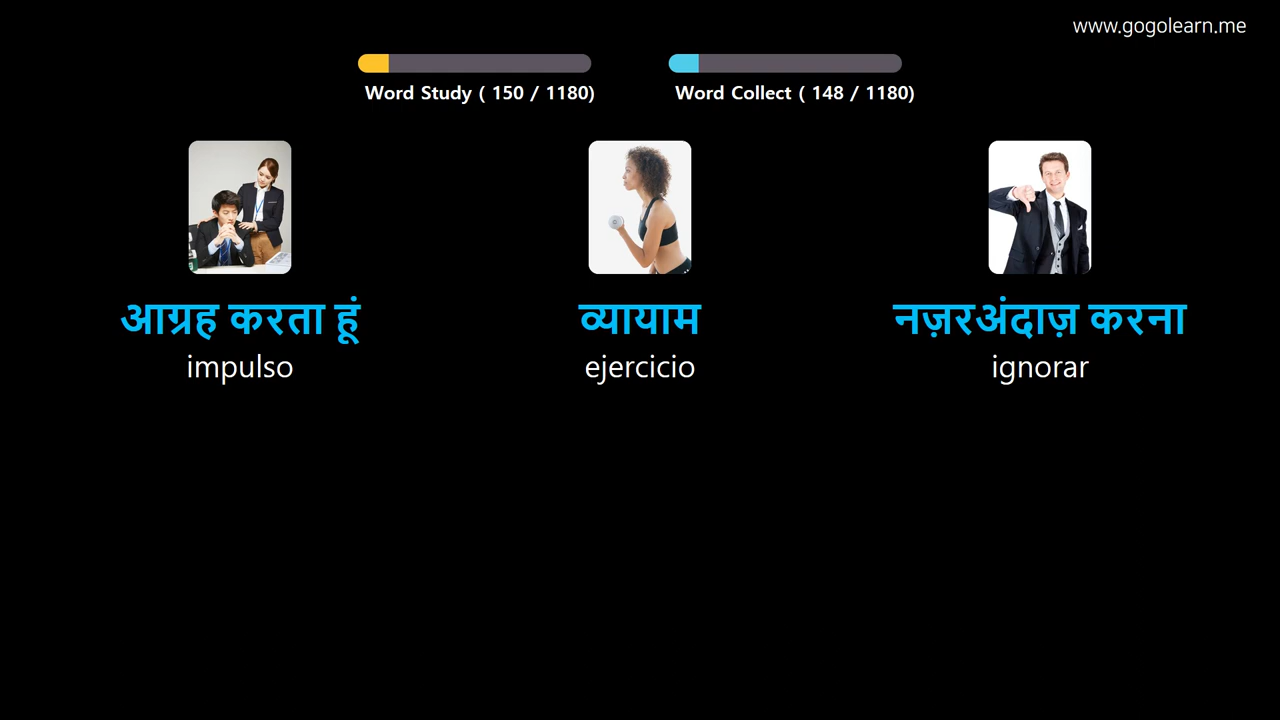 www.gogolearn.me
Word Study ( 150 / 1180)
Word Collect ( 148 / 1180)
आग्रह करता हूं
व्यायाम
नज़रअंदाज़ करना
impulso
ejercicio
ignorar